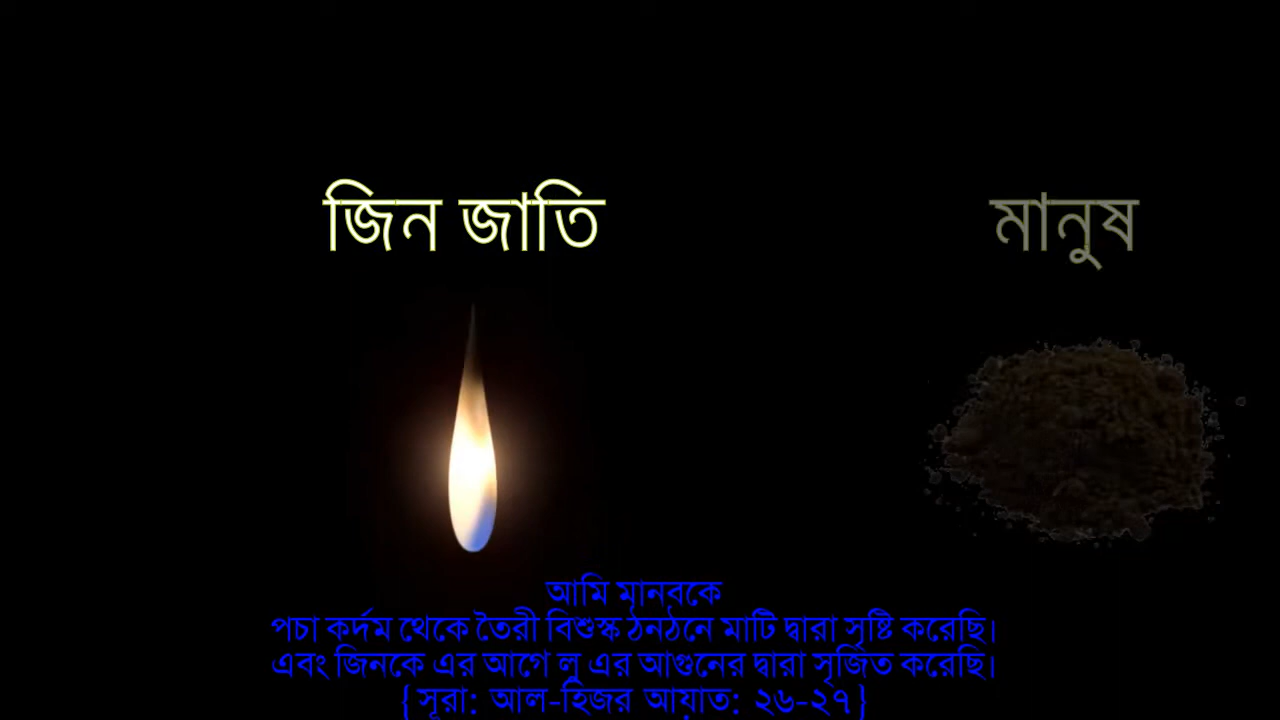 জিন জাতি
মানুষ
আমি মানবকে
পচা কর্দম থেকে তৈরী বিশুস্ক ঠনঠনে মাটি দ্বারা সৃষ্টি করেছি।
এবং জিনকে এর আগে লু এর আগুনের দ্বারা সৃজিত করেছি।
{ সূরা: আল-হিজর আয়াত: ২৬-২৭ }